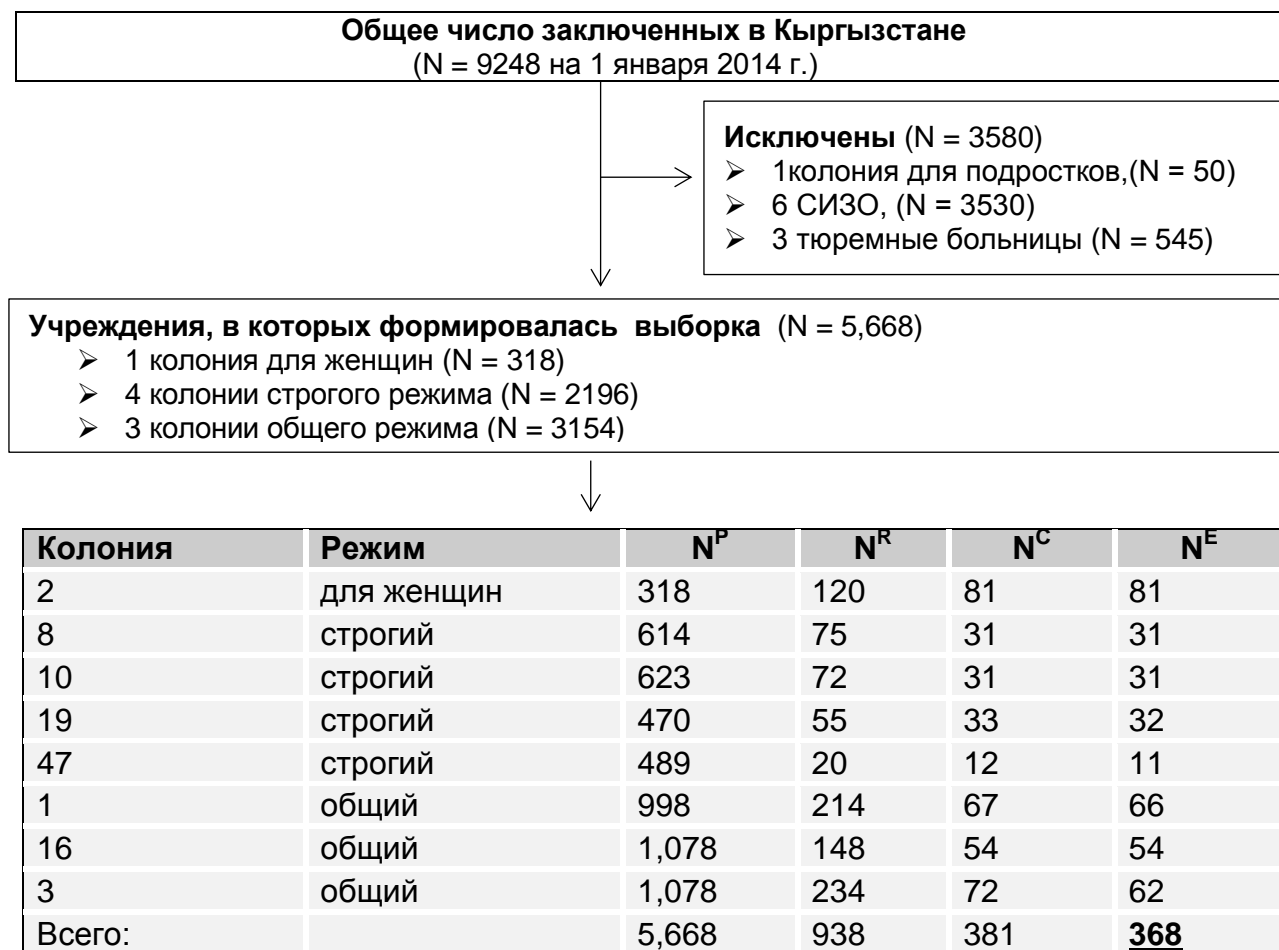 Общее число заключенных в Кыргызстане
(N = 9248 на 1 января 2014 г.)
Исключены (N = 3580)
➢ 1колония для подростков,(N = 50)
➢ 6 СИЗО, (N = 3530)
➢ 3 тюремные больницы (N = 545)
Учреждения, в которых формировалась выборка (N = 5,668)
➢ 1 колония для женщин (N = 318)
➢ 4 колонии строгого режима (N = 2196)
➢ 3 колонии общего режима (N = 3154)
Колония Режим N^P N^R N^C N^E
2 для женщин 318 120 81 81
8 строгий 614 75 31 31
10 строгий 623 72 31 31
19 строгий 470 55 33 32
47 строгий 489 20 12 11
1 общий 998 214 67 66
16 общий 1,078 148 54 54
3 общий 1,078 234 72 62
Всего: 5,668 938 381 368